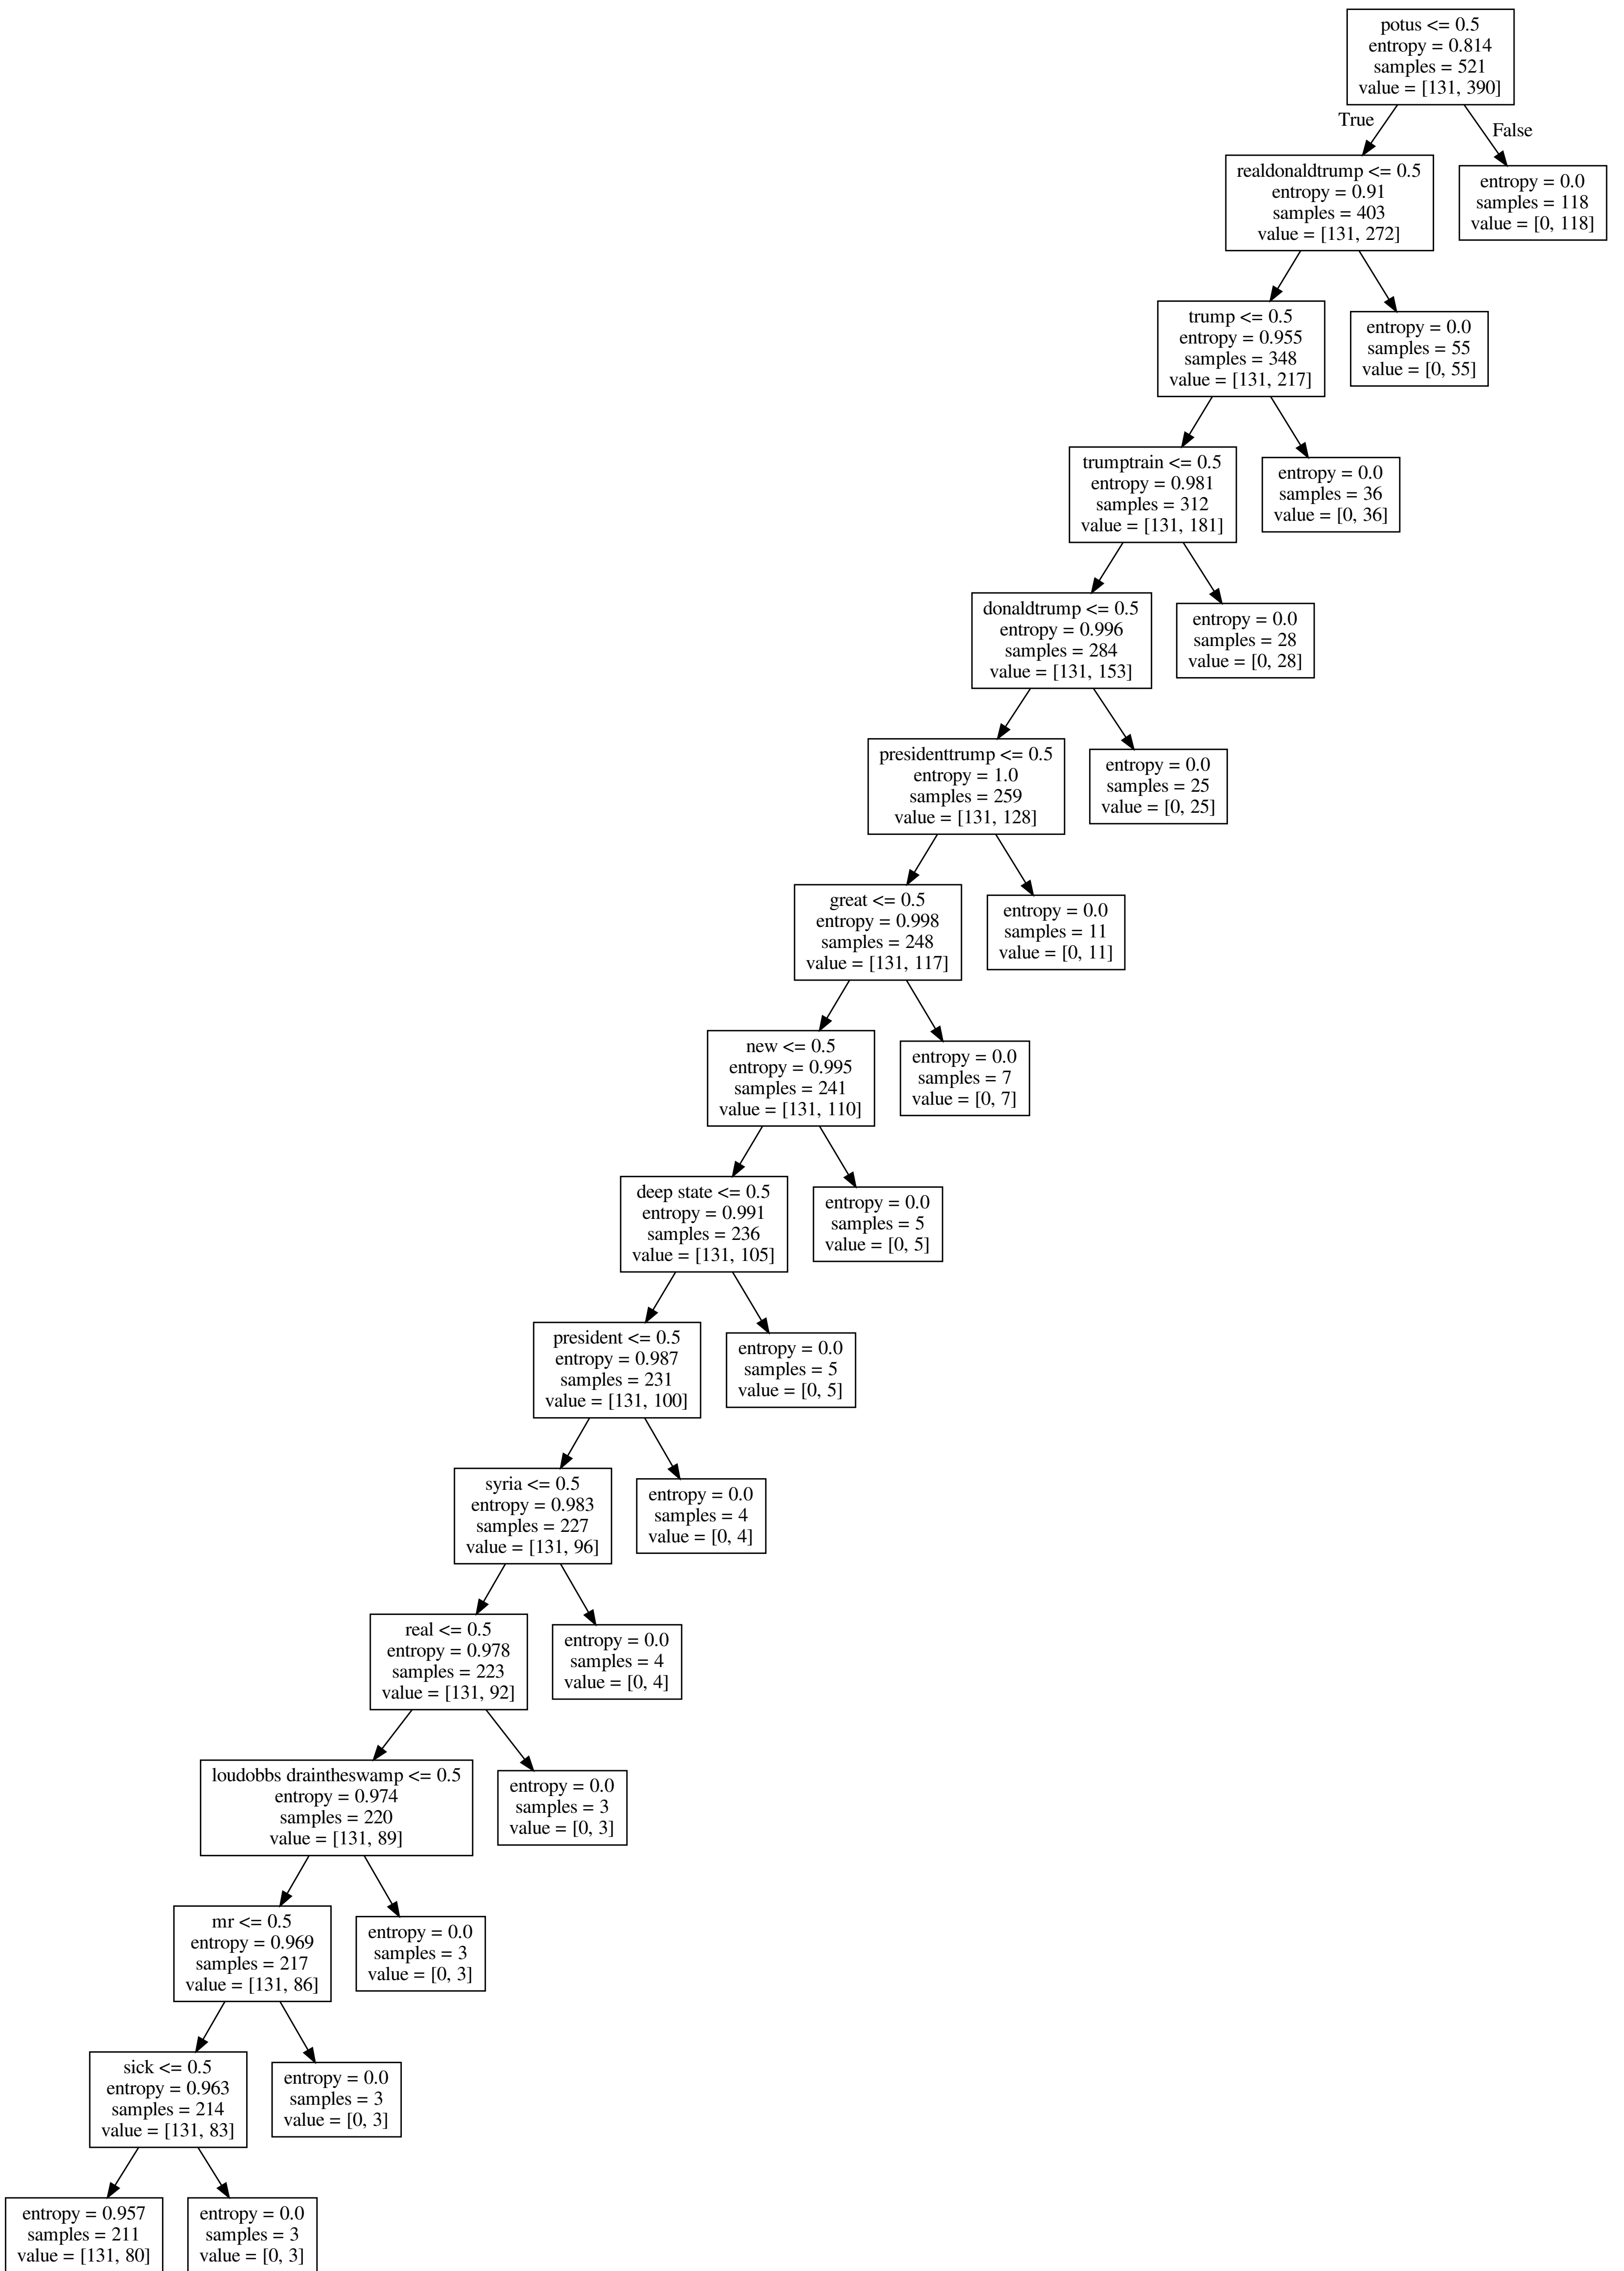 potus <= 0.5
entropy = 0.814
samples = 521
value = [131, 390]
True
False
realdonaldtrump <= 0.5
entropy = 0.91
samples = 403
value = [131, 272]
entropy = 0.0
samples = 118
value = [0, 118]
trump <= 0.5
entropy = 0.955
samples = 348
value = [131, 217]
entropy = 0.0
samples = 55
value = [0, 55]
trumptrain <= 0.5
entropy = 0.981
samples = 312
value = [131, 181]
entropy = 0.0
samples = 36
value = [0, 36]
donaldtrump <= 0.5
entropy = 0.996
samples = 284
value = [131, 153]
entropy = 0.0
samples = 28
value = [0, 28]
presidenttrump <= 0.5
entropy = 1.0
samples = 259
value = [131, 128]
entropy = 0.0
samples = 25
value = [0, 25]
great <= 0.5
entropy = 0.998
samples = 248
value = [131, 117]
entropy = 0.0
samples = 11
value = [0, 11]
new <= 0.5
entropy = 0.995
samples = 241
value = [131, 110]
entropy = 0.0
samples = 7
value = [0, 7]
deep state <= 0.5
entropy = 0.991
samples = 236
value = [131, 105]
entropy = 0.0
samples = 5
value = [0, 5]
president <= 0.5
entropy = 0.987
samples = 231
value = [131, 100]
entropy = 0.0
samples = 5
value = [0, 5]
syria <= 0.5
entropy = 0.983
samples = 227
value = [131, 96]
entropy = 0.0
samples = 4
value = [0, 4]
real <= 0.5
entropy = 0.978
samples = 223
value = [131, 92]
entropy = 0.0
samples = 4
value = [0, 4]
loudobbs draintheswamp <= 0.5
entropy = 0.974
samples = 220
value = [131, 89]
entropy = 0.0
samples = 3
value = [0, 3]
mr <= 0.5
entropy = 0.969
samples = 217
value = [131, 86]
entropy = 0.0
samples = 3
value = [0, 3]
sick <= 0.5
entropy = 0.963
samples = 214
value = [131, 83]
entropy = 0.0
samples = 3
value = [0, 3]
entropy = 0.957
samples = 211
value = [131, 80]
entropy = 0.0
samples = 3
value = [0, 3]